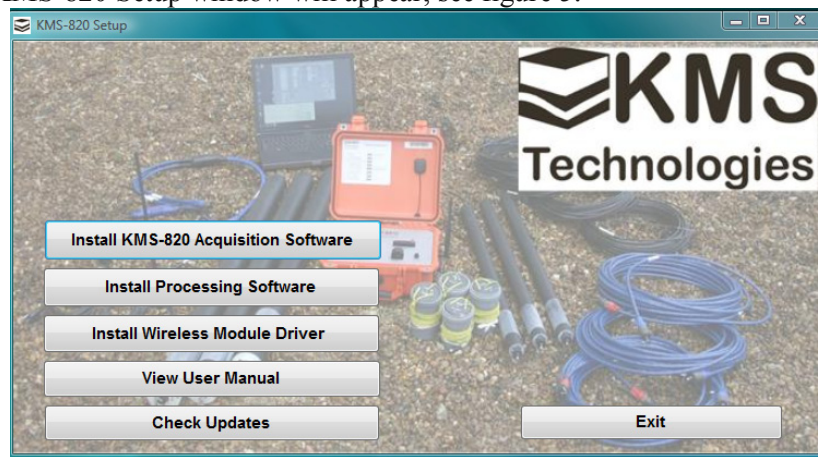 KMS-820 Setup window will appear, see figure 5.
KMS-820 Setup
KMS
Technologies
Install KMS-820 Acquisition Software
Install Processing Software
Install Wireless Module Driver
View User Manual
Check Updates
Exit